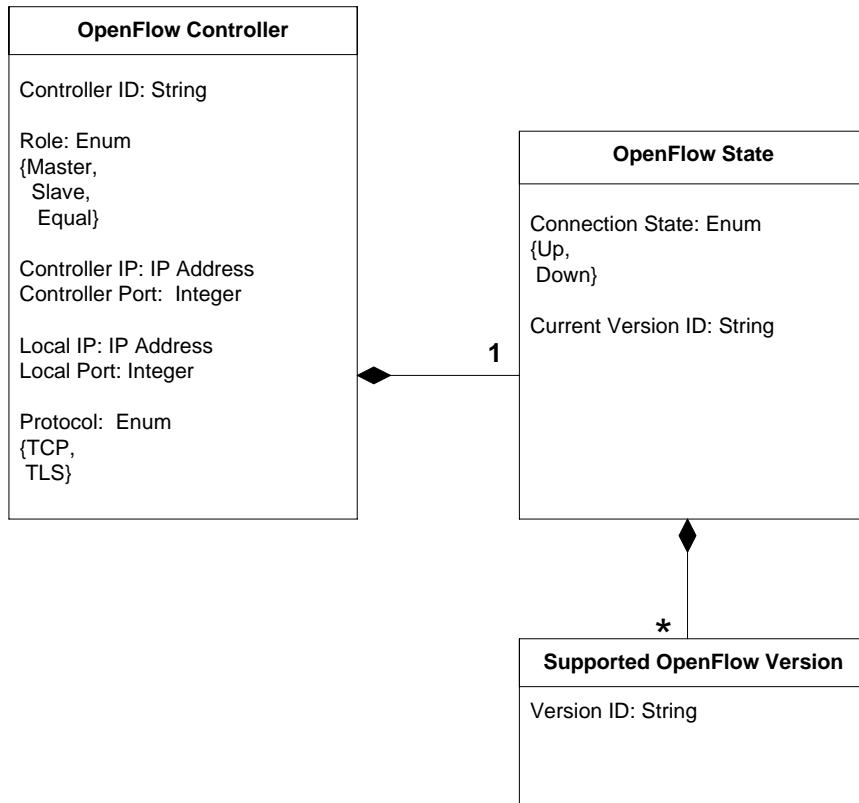 OpenFlow Controller
Controller ID: String
Role: Enum
{Master,
Slave,
Equal}
Controller IP: IP Address
Controller Port:  Integer
Local IP: IP Address
Local Port: Integer
Protocol:  Enum
{TCP,
TLS}
1
OpenFlow State
Connection State: Enum
{Up,
Down}
Current Version ID: String
*
Supported OpenFlow Version
Version ID: String